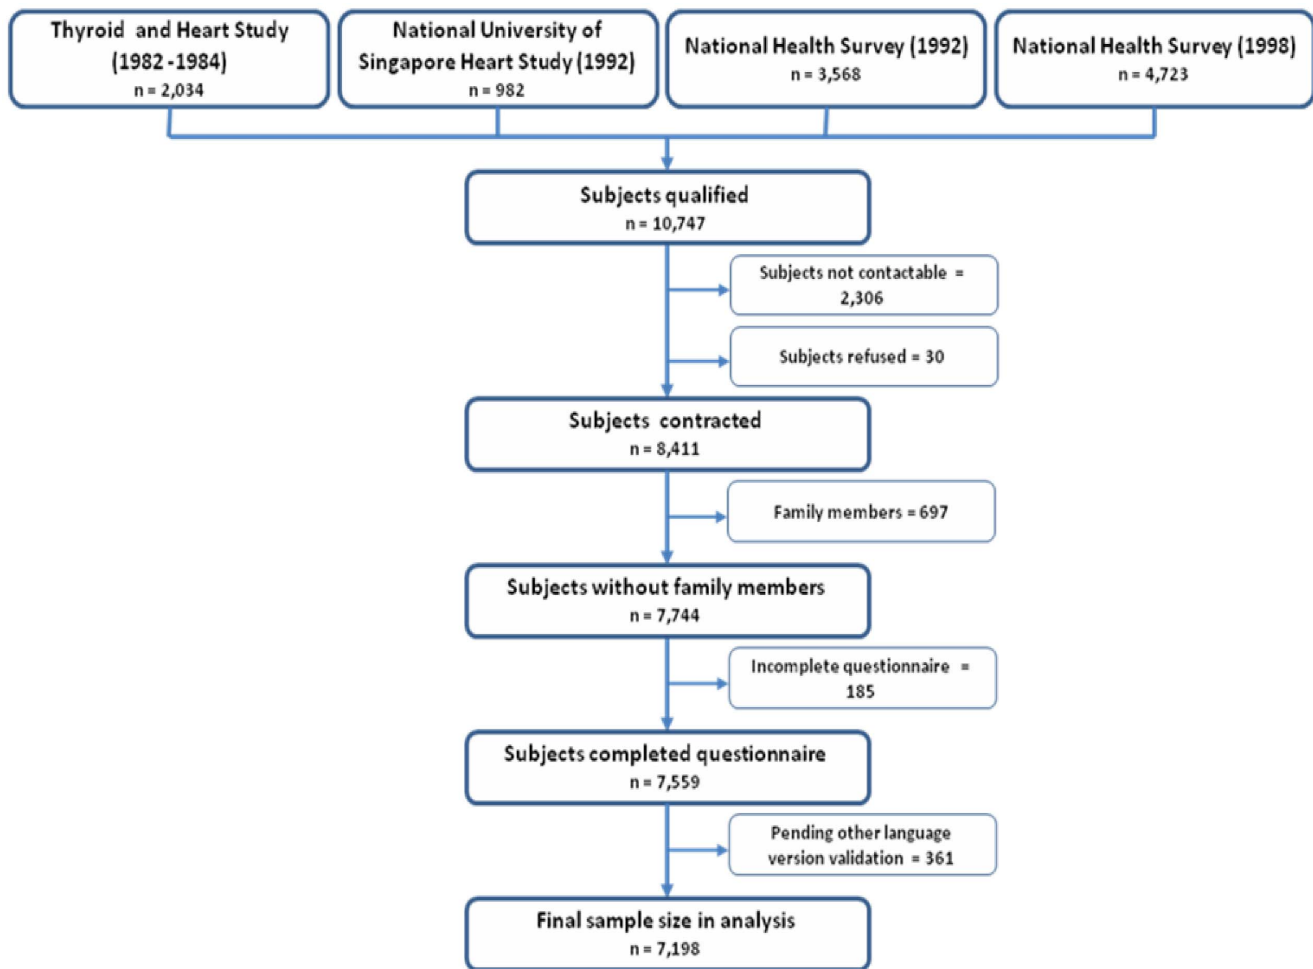 Thyroid and Heart Study
(1982 -1984)
n = 2,034
National University of
Singapore Heart Study (1992)
n = 982
National Health Survey (1992)
n = 3,568
National Health Survey (1998)
n = 4,723
Subjects qualified
n = 10,747
Subjects not contactable =
2,306
Subjects refused = 30
Subjects contracted
n = 8,411
Family members = 697
Subjects without family members
n = 7,744
Incomplete questionnaire =
185
Subjects completed questionnaire
n = 7,559
Pending other language
version validation = 361
Final sample size in analysis
n = 7,198